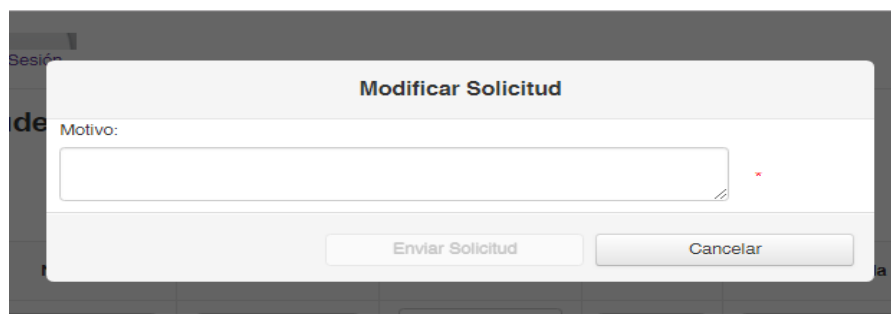 Sesión
Modificar Solicitud
Motivo:
*
Enviar Solicitud
Cancelar